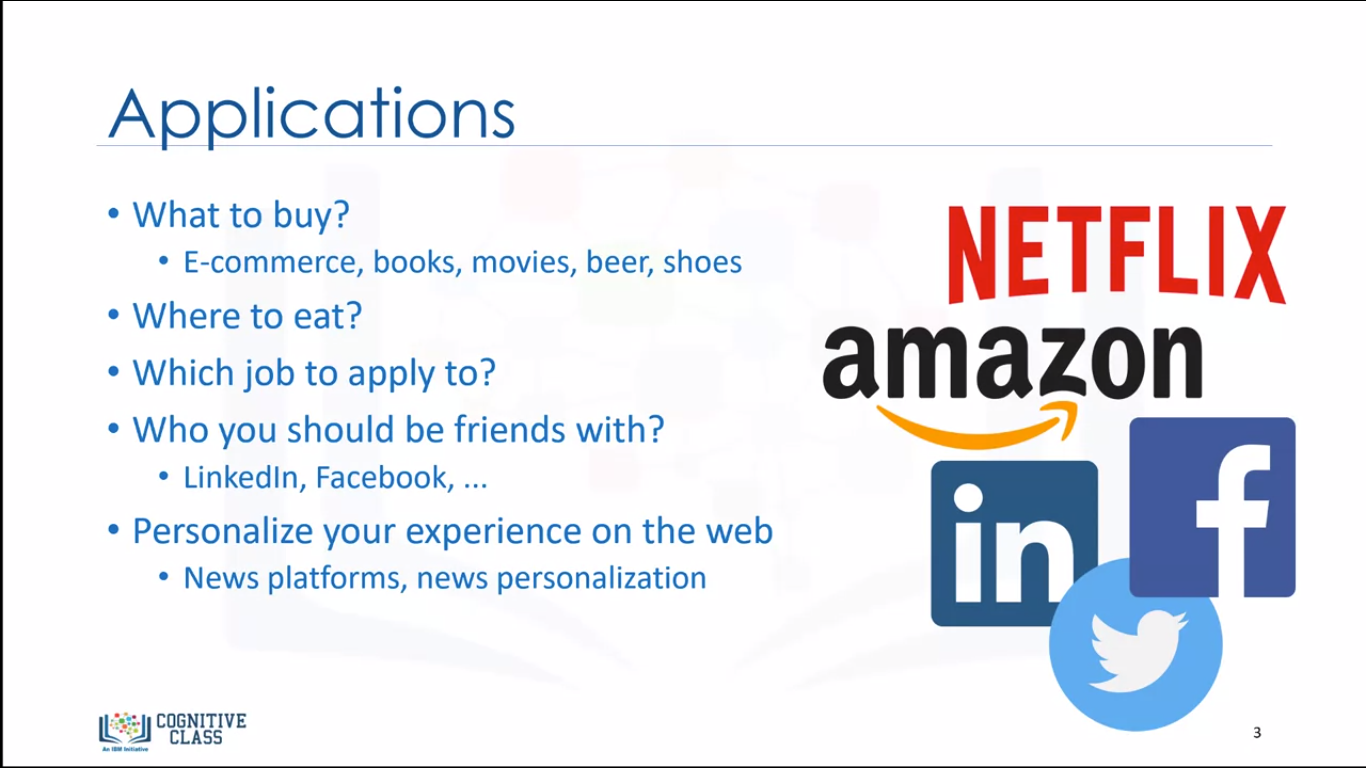 Applications
• What to buy?
• E-commerce, books, movies, beer, shoes
• Where to eat?
• Which job to apply to?
• Who you should be friends with?
• LinkedIn, Facebook, ...
• Personalize your experience on the web
• News platforms, news personalization
NETFLIX
amazon
in
f
COGNITIVE
CLASS
An IBM Initiative
3